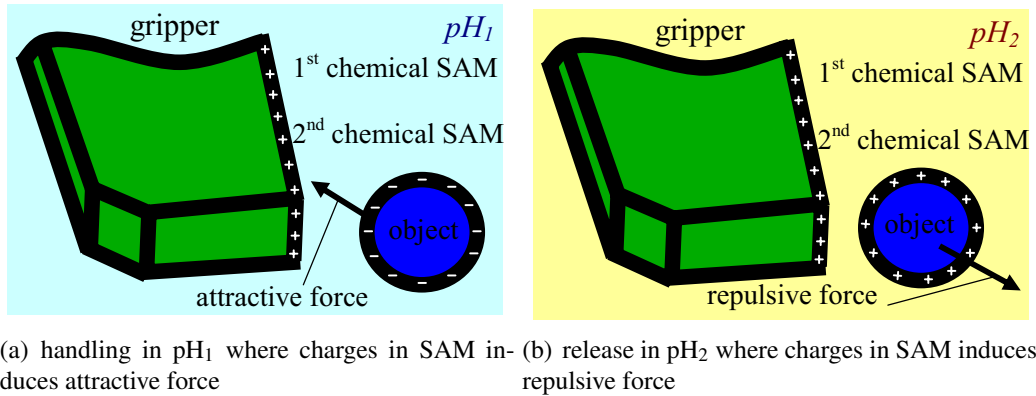 gripper
pH₁
1ˢᵗ chemical SAM
2ⁿᵈ chemical SAM
object
attractive force
gripper
pH₂
1ˢᵗ chemical SAM
2ⁿᵈ chemical SAM
object
repulsive force
(a) handling in pH₁ where charges in SAM in-
duces attractive force
(b) release in pH₂ where charges in SAM induces
repulsive force